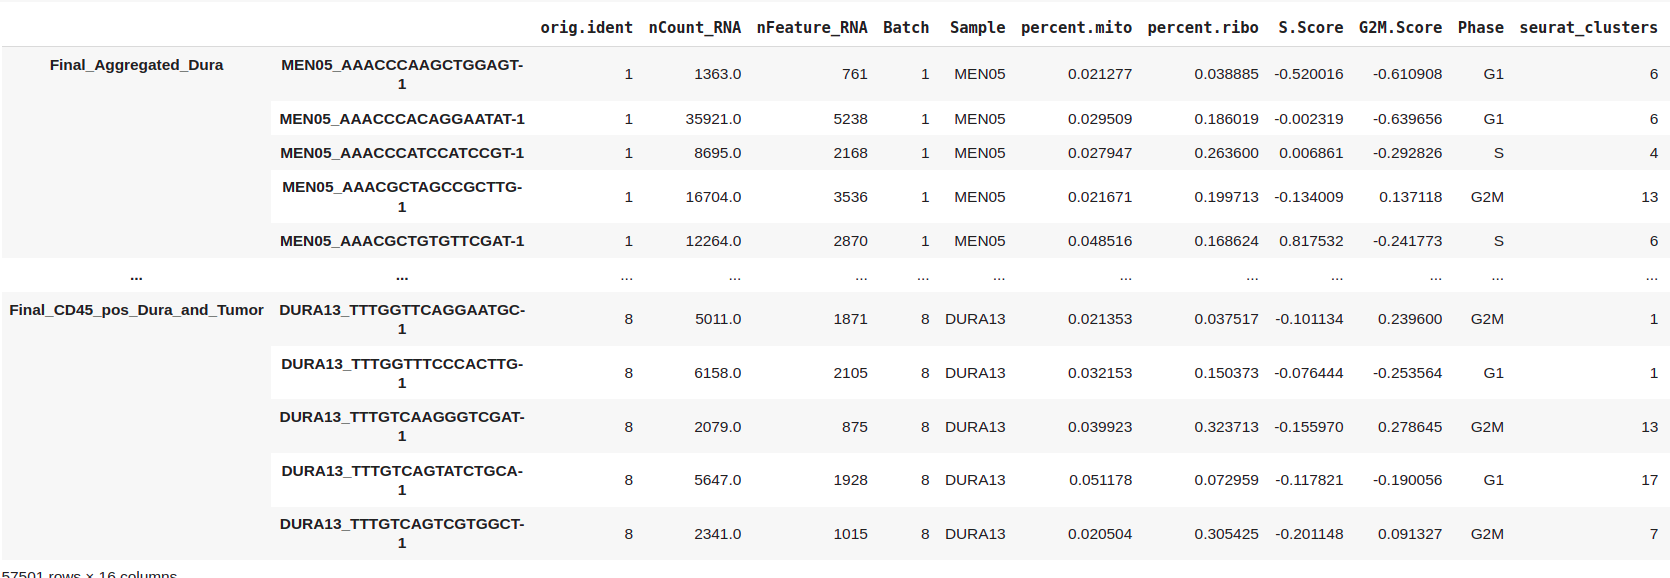 orig.ident nCount_RNA nFeature_RNA Batch Sample percent.mito percent.ribo S.Score G2M.Score Phase seurat_clusters
Final_Aggregated_Dura MEN05_AAACCCAAGCTGGAGT-
1 1 1363.0 761 1 MEN05 0.021277 0.038885 -0.520016 -0.610908 G1 6
MEN05_AAACCCACAGGAATAT-1 1 35921.0 5238 1 MEN05 0.029509 0.186019 -0.002319 -0.639656 G1 6
MEN05_AAACCCATCCATCCGT-1 1 8695.0 2168 1 MEN05 0.027947 0.263600 0.006861 -0.292826 S 4
MEN05_AAACGCTAGCCGCTTG-
1 1 16704.0 3536 1 MEN05 0.021671 0.199713 -0.134009 0.137118 G2M 13
MEN05_AAACGCTGTGTTCGAT-1 1 12264.0 2870 1 MEN05 0.048516 0.168624 0.817532 -0.241773 S 6
... ... ... ... ... ... ... ... ... ... ... ... ...
Final_CD45_pos_Dura_and_Tumor DURA13_TTTGGTTCAGGAATGC-
1 8 5011.0 1871 8 DURA13 0.021353 0.037517 -0.101134 0.239600 G2M 1
DURA13_TTTGGTTTCCCACTTG-
1 8 6158.0 2105 8 DURA13 0.032153 0.150373 -0.076444 -0.253564 G1 1
DURA13_TTTGTCAAGGGTCGAT-
1 8 2079.0 875 8 DURA13 0.039923 0.323713 -0.155970 0.278645 G2M 13
DURA13_TTTGTCAGTATCTGCA-
1 8 5647.0 1928 8 DURA13 0.051178 0.072959 -0.117821 -0.190056 G1 17
DURA13_TTTGTCAGTCGTGGCT-
1 8 2341.0 1015 8 DURA13 0.020504 0.305425 -0.201148 0.091327 G2M 7
57501 rows × 16 columns